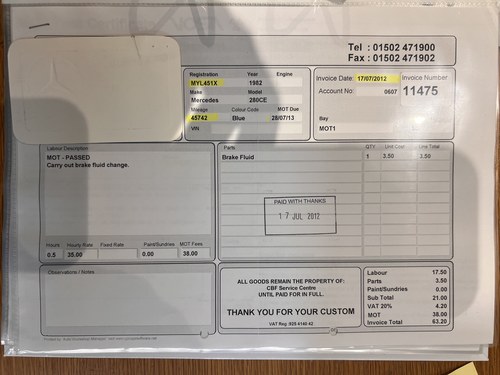 Tel : 01502 471900
Fax : 01502 471902
Registration Year Engine
MYL451X 1982
Make Model
Mercedes 280CE
Mileage Colour Code MOT Due
45742 Blue 28/07/13
VIN
Invoice Date: 17/07/2012 Invoice Number
Account No: 0607 11475
Bay
MOT1
Labour Description
MOT - PASSED
Carry out brake fluid change.
Parts QTY Unit Cost Line Total
Brake Fluid 1 3.50 3.50
PAID WITH THANKS
17 JUL 2012
Hours Hourly Rate Fixed Rate Paint/Sundries MOT Fees
0.5 35.00 0.00 38.00
Observations / Notes
ALL GOODS REMAIN THE PROPERTY OF:
CBF Service Centre
UNTIL PAID FOR IN FULL.
THANK YOU FOR YOUR CUSTOM
VAT Reg :928 4140 42
Labour 17.50
Parts 3.50
Paint/Sundries 0.00
Sub Total 21.00
VAT 20% 4.20
MOT 38.00
Invoice Total 63.20